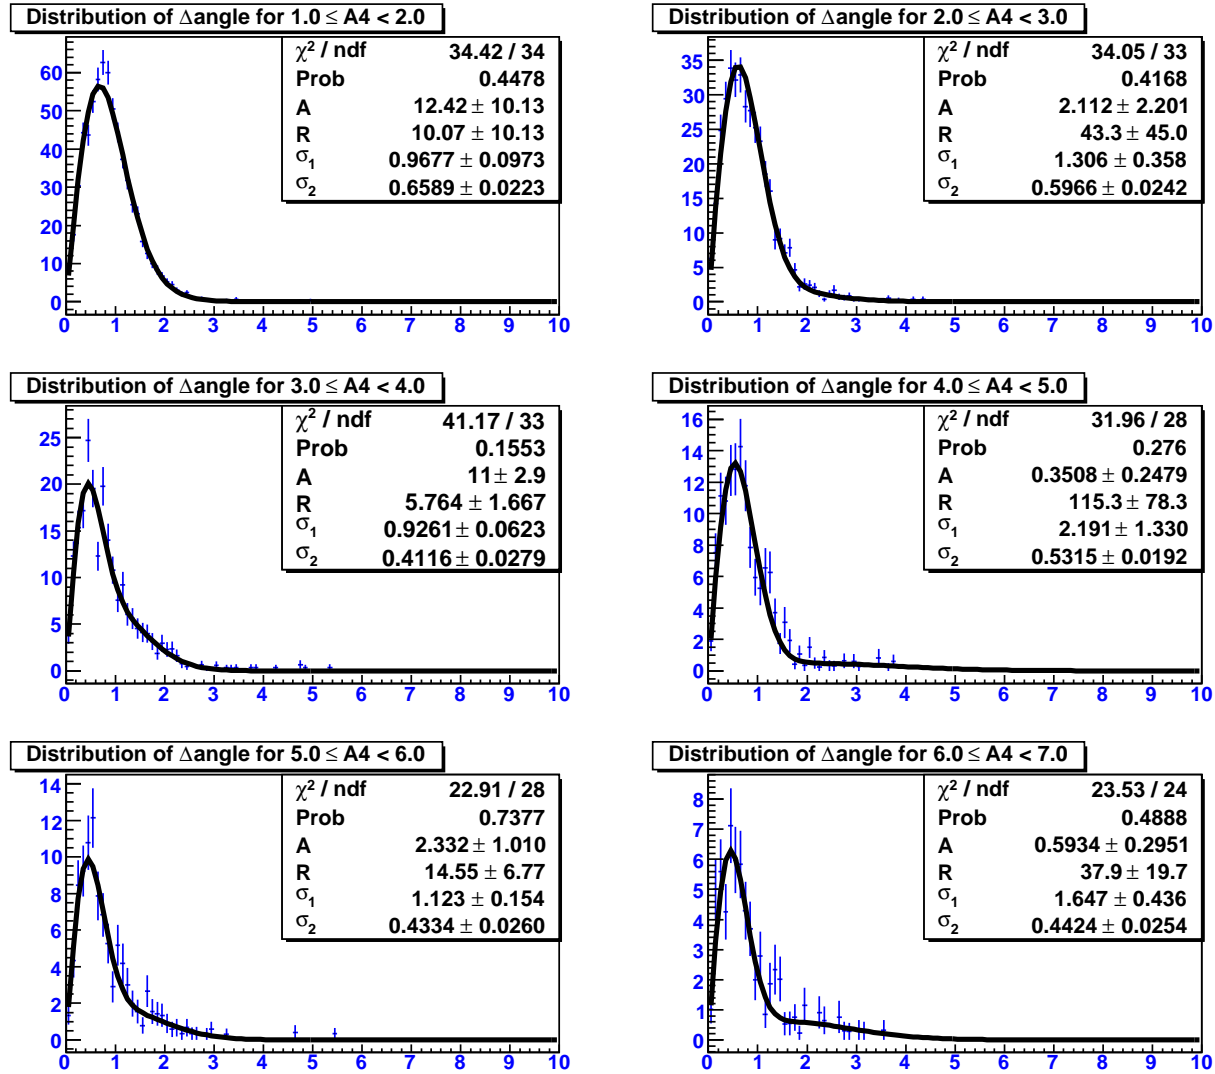 Distribution of Δangle for 1.0 ≤ A4 < 2.0
χ² / ndf 34.42 / 34
Prob 0.4478
A 12.42 ± 10.13
R 10.07 ± 10.13
σ₁ 0.9677 ± 0.0973
σ₂ 0.6589 ± 0.0223
60
50
40
30
20
10
0
0 1 2 3 4 5 6 7 8 9 10
Distribution of Δangle for 2.0 ≤ A4 < 3.0
χ² / ndf 34.05 / 33
Prob 0.4168
A 2.112 ± 2.201
R 43.3 ± 45.0
σ₁ 1.306 ± 0.358
σ₂ 0.5966 ± 0.0242
35
30
25
20
15
10
5
0
0 1 2 3 4 5 6 7 8 9 10
Distribution of Δangle for 3.0 ≤ A4 < 4.0
χ² / ndf 41.17 / 33
Prob 0.1553
A 11 ± 2.9
R 5.764 ± 1.667
σ₁ 0.9261 ± 0.0623
σ₂ 0.4116 ± 0.0279
25
20
15
10
5
0
0 1 2 3 4 5 6 7 8 9 10
Distribution of Δangle for 4.0 ≤ A4 < 5.0
χ² / ndf 31.96 / 28
Prob 0.276
A 0.3508 ± 0.2479
R 115.3 ± 78.3
σ₁ 2.191 ± 1.330
σ₂ 0.5315 ± 0.0192
16
14
12
10
8
6
4
2
0
0 1 2 3 4 5 6 7 8 9 10
Distribution of Δangle for 5.0 ≤ A4 < 6.0
χ² / ndf 22.91 / 28
Prob 0.7377
A 2.332 ± 1.010
R 14.55 ± 6.77
σ₁ 1.123 ± 0.154
σ₂ 0.4334 ± 0.0260
14
12
10
8
6
4
2
0
0 1 2 3 4 5 6 7 8 9 10
Distribution of Δangle for 6.0 ≤ A4 < 7.0
χ² / ndf 23.53 / 24
Prob 0.4888
A 0.5934 ± 0.2951
R 37.9 ± 19.7
σ₁ 1.647 ± 0.436
σ₂ 0.4424 ± 0.0254
8
7
6
5
4
3
2
1
0
0 1 2 3 4 5 6 7 8 9 10